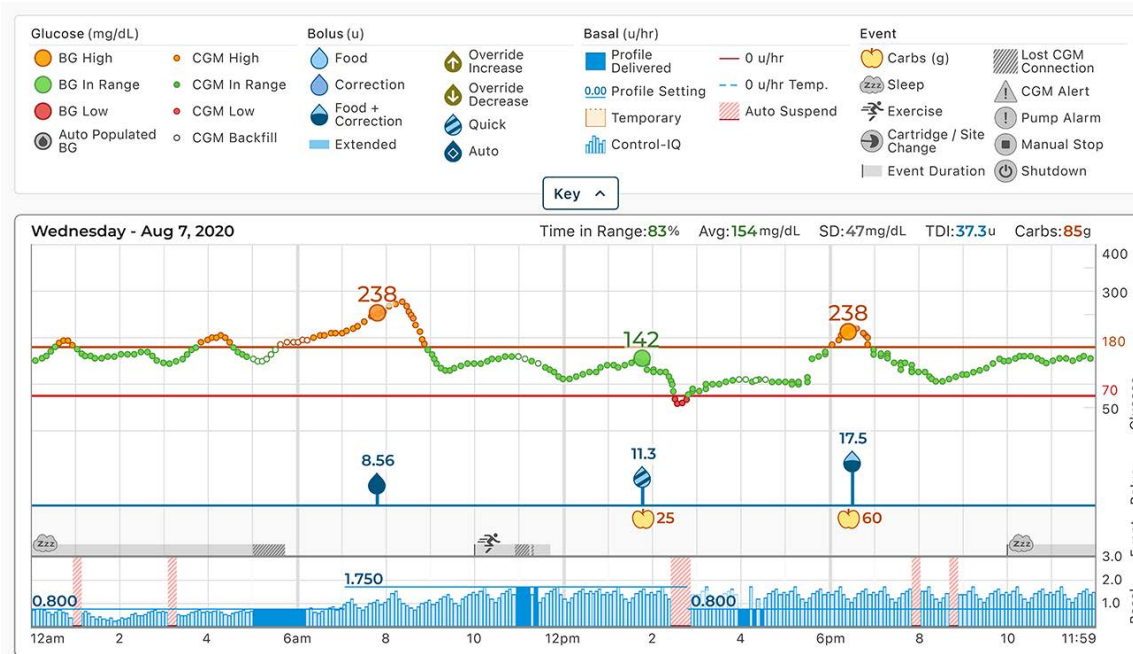 Glucose (mg/dL)
BG High
CGM High
BG In Range
CGM In Range
BG Low
CGM Low
Auto Populated
BG
CGM Backfill
Bolus (u)
Food
Override
Increase
Correction
Override
Decrease
Food +
Correction
Quick
Extended
Auto
Basal (u/hr)
Profile
Delivered
0 u/hr
0.00 Profile Setting
0 u/hr Temp.
Temporary
Auto Suspend
Control-IQ
Event
Carbs (g)
Lost CGM
Connection
Zzz Sleep
! CGM Alert
Exercise
! Pump Alarm
Cartridge / Site
Change
Manual Stop
Event Duration
Shutdown
Key
Wednesday - Aug 7, 2020
Time in Range:83% Avg:154 mg/dL SD:47mg/dL TDI:37.3u Carbs:85g
400
300
238
238
142
180
70
50
8.56
11.3
17.5
25
60
Zzz
Zzz
3.0
1.750
2.0
0.800
0.800
1.0
12am 2 4 6am 8 10 12pm 2 4 6pm 8 10 11:59